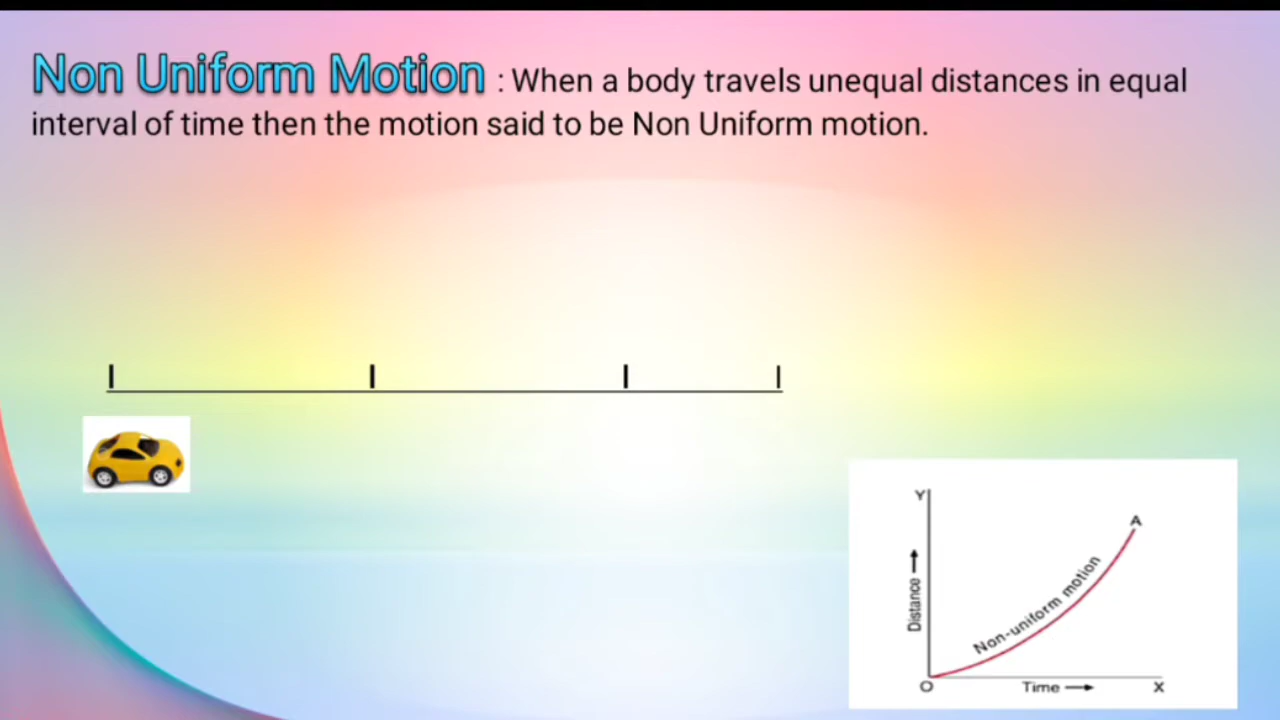 Non Uniform Motion : When a body travels unequal distances in equal
interval of time then the motion said to be Non Uniform motion.
Y
A
Distance
Non-uniform motion
O
Time
X